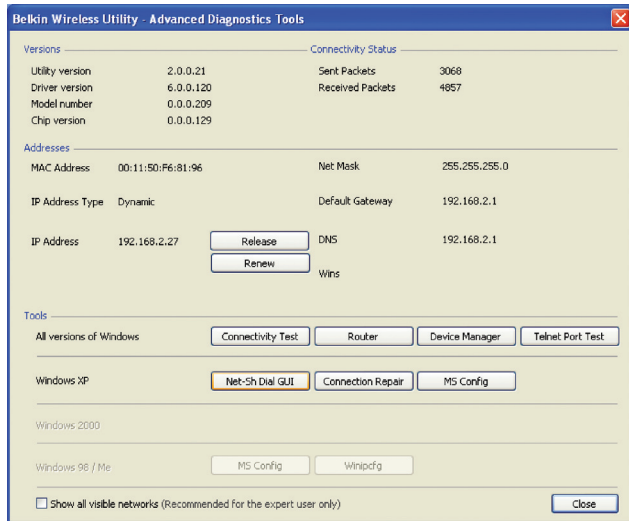 Belkin Wireless Utility - Advanced Diagnostics Tools
Versions
Connectivity Status
Utility version 2.0.0.21
Sent Packets 3068
Driver version 6.0.0.120
Received Packets 4857
Model number 0.0.0.209
Chip version 0.0.0.129
Addresses
MAC Address 00:11:50:F6:81:96
Net Mask 255.255.255.0
IP Address Type Dynamic
Default Gateway 192.168.2.1
IP Address 192.168.2.27 Release
DNS 192.168.2.1
Renew
Wins
Tools
All versions of Windows Connectivity Test Router Device Manager Telnet Port Test
Windows XP Net-Sh Dial GUI Connection Repair MS Config
Windows 2000
Windows 98 / Me MS Config Winipcfg
Show all visible networks (Recommended for the expert user only) Close